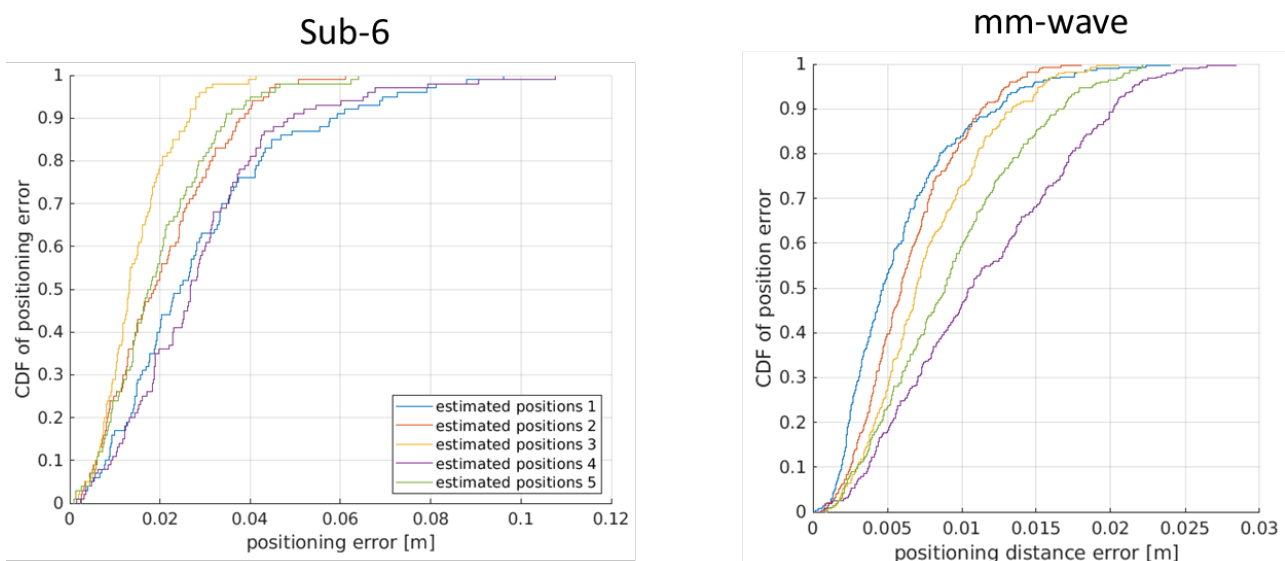 Sub-6
mm-wave
1
0.9
0.8
0.7
0.6
0.5
0.4
0.3
0.2
0.1
0
CDF of positioning error
estimated positions 1
estimated positions 2
estimated positions 3
estimated positions 4
estimated positions 5
0 0.02 0.04 0.06 0.08 0.1 0.12
positioning error [m]
1
0.9
0.8
0.7
0.6
0.5
0.4
0.3
0.2
0.1
0
CDF of position error
0 0.005 0.01 0.015 0.02 0.025 0.03
positioning distance error [m]